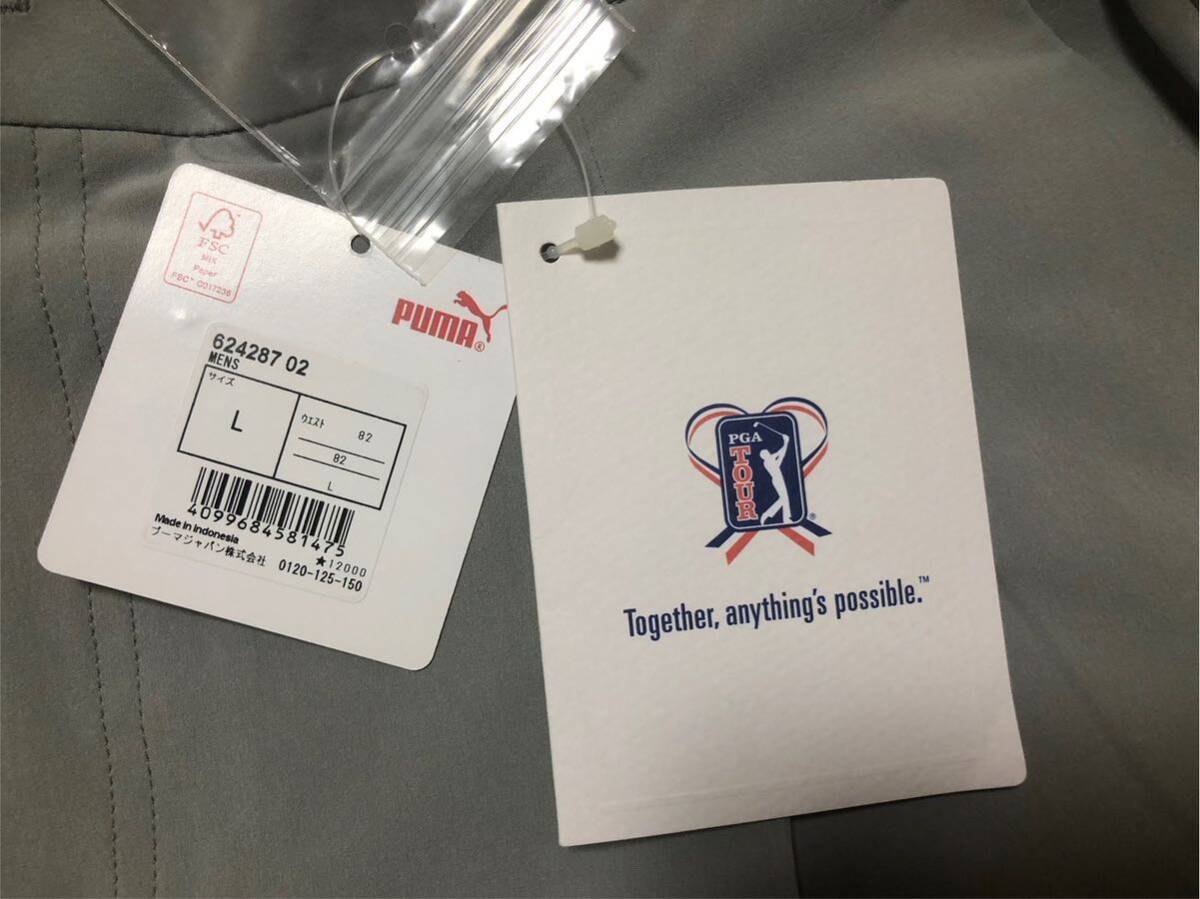 FSC
MIX
Paper
FSC® C017236
PUMA®
624287 02
MENS
サイズ
L
ウエスト 82
82
L
4099684581475
Made in Indonesia
プーマジャパン株式会社
★12000
0120-125-150
PGA
TOUR®
Together, anything's possible.™